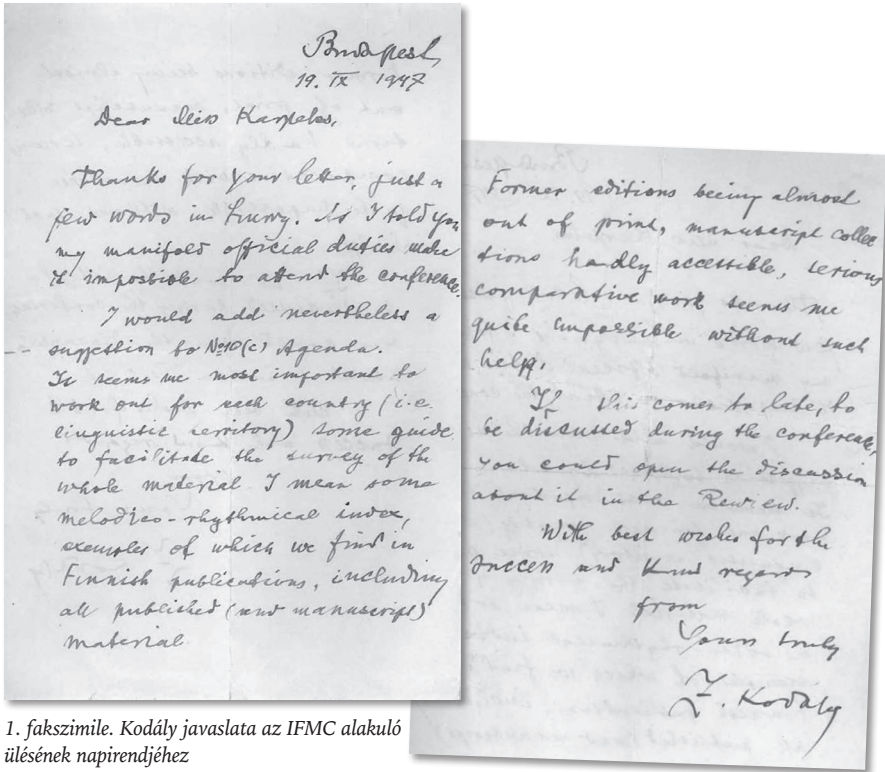 Budapest
19. IX 1947
Dear Miss Karpeles,
Thanks for your letter, just a
few words in hurry. As I told you
my manifold official duties make
it impossible to attend the conference.
I would add nevertheless a
suggestion to №10(c) Agenda.
It seems me most important to
work out for each country (i.e.
linguistic territory) some guide
to facilitate the survey of the
whole material. I mean some
melodico-rhythmical index,
exemples of which we find in
Finnish publications, including
all published (and manuscript)
material
Former editions being almost
out of print, manuscript collec
tions hardly accessible, serious
comparative work seems me
quite impossible without such
help.
If this comes to late, to
be discussed during the conference,
you could open the discussion
about it in the Rewiew.
With best wishes for the
success and kind regards
from
Yours truly
Z. Kodály
1. fakszimile. Kodály javaslata az IFMC alakuló
ülésének napirendjéhez